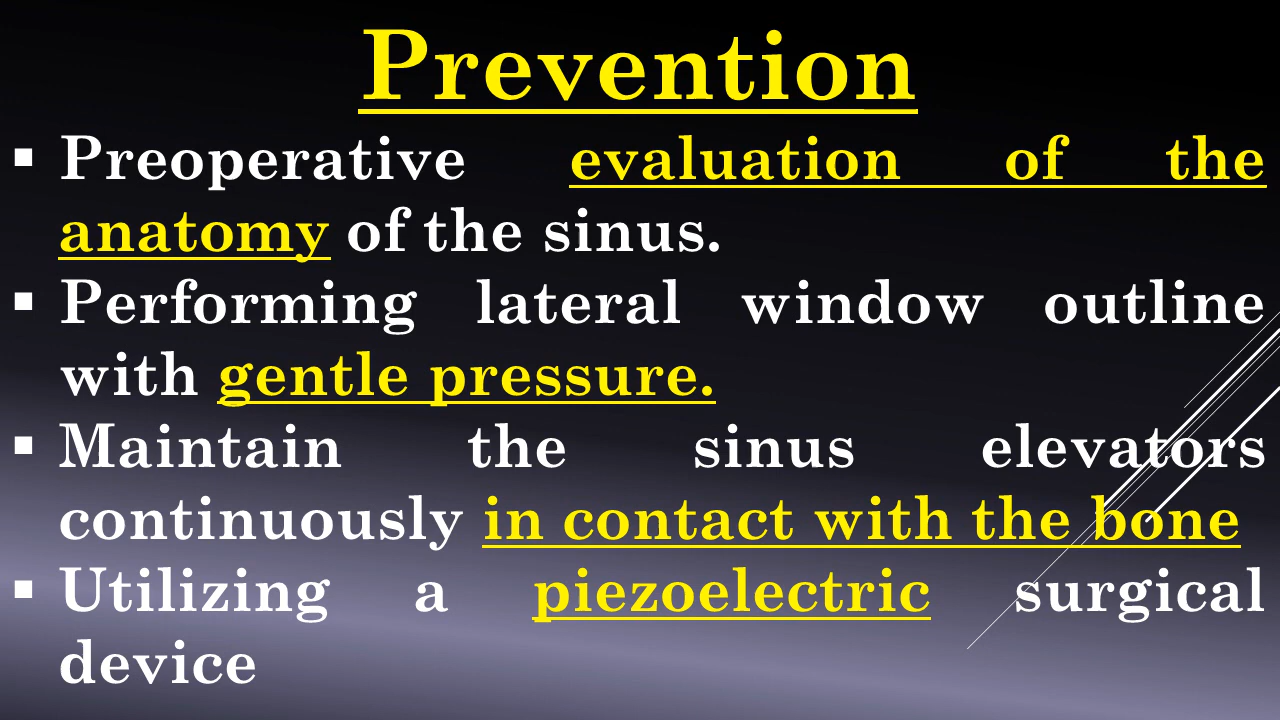 Prevention
▪ Preoperative evaluation of the
anatomy of the sinus.
▪ Performing lateral window outline
with gentle pressure.
▪ Maintain the sinus elevators
continuously in contact with the bone
▪ Utilizing a piezoelectric surgical
device